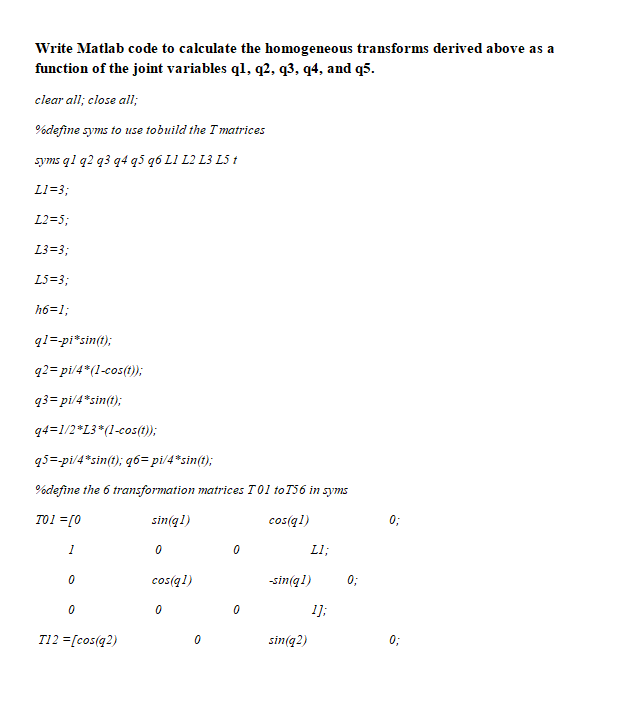 Write Matlab code to calculate the homogeneous transforms derived above as a
function of the joint variables q1, q2, q3, q4, and q5.
clear all; close all;
%define syms to use tobuild the T matrices
syms q1 q2 q3 q4 q5 q6 L1 L2 L3 L5 t
L1=3;
L2=5;
L3=3;
L5=3;
h6=1;
q1=-pi*sin(t);
q2= pi/4*(1-cos(t));
q3= pi/4*sin(t);
q4=1/2*L3*(1-cos(t));
q5=-pi/4*sin(t); q6= pi/4*sin(t);
%define the 6 transformation matrices T01 toT56 in syms
T01 =[0 sin(q1) cos(q1) 0;
1 0 0 L1;
0 cos(q1) -sin(q1) 0;
0 0 0 1];
T12 =[cos(q2) 0 sin(q2) 0;